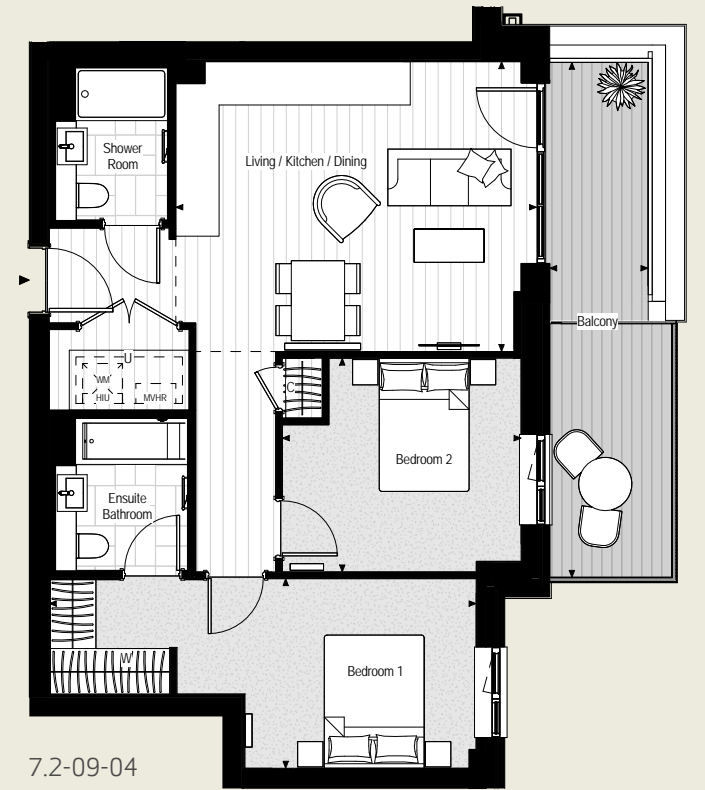 Shower
Room
Living / Kitchen / Dining
Balcony
U
WM
HIU
MVHR
C
Bedroom 2
Ensuite
Bathroom
W
Bedroom 1
7.2-09-04